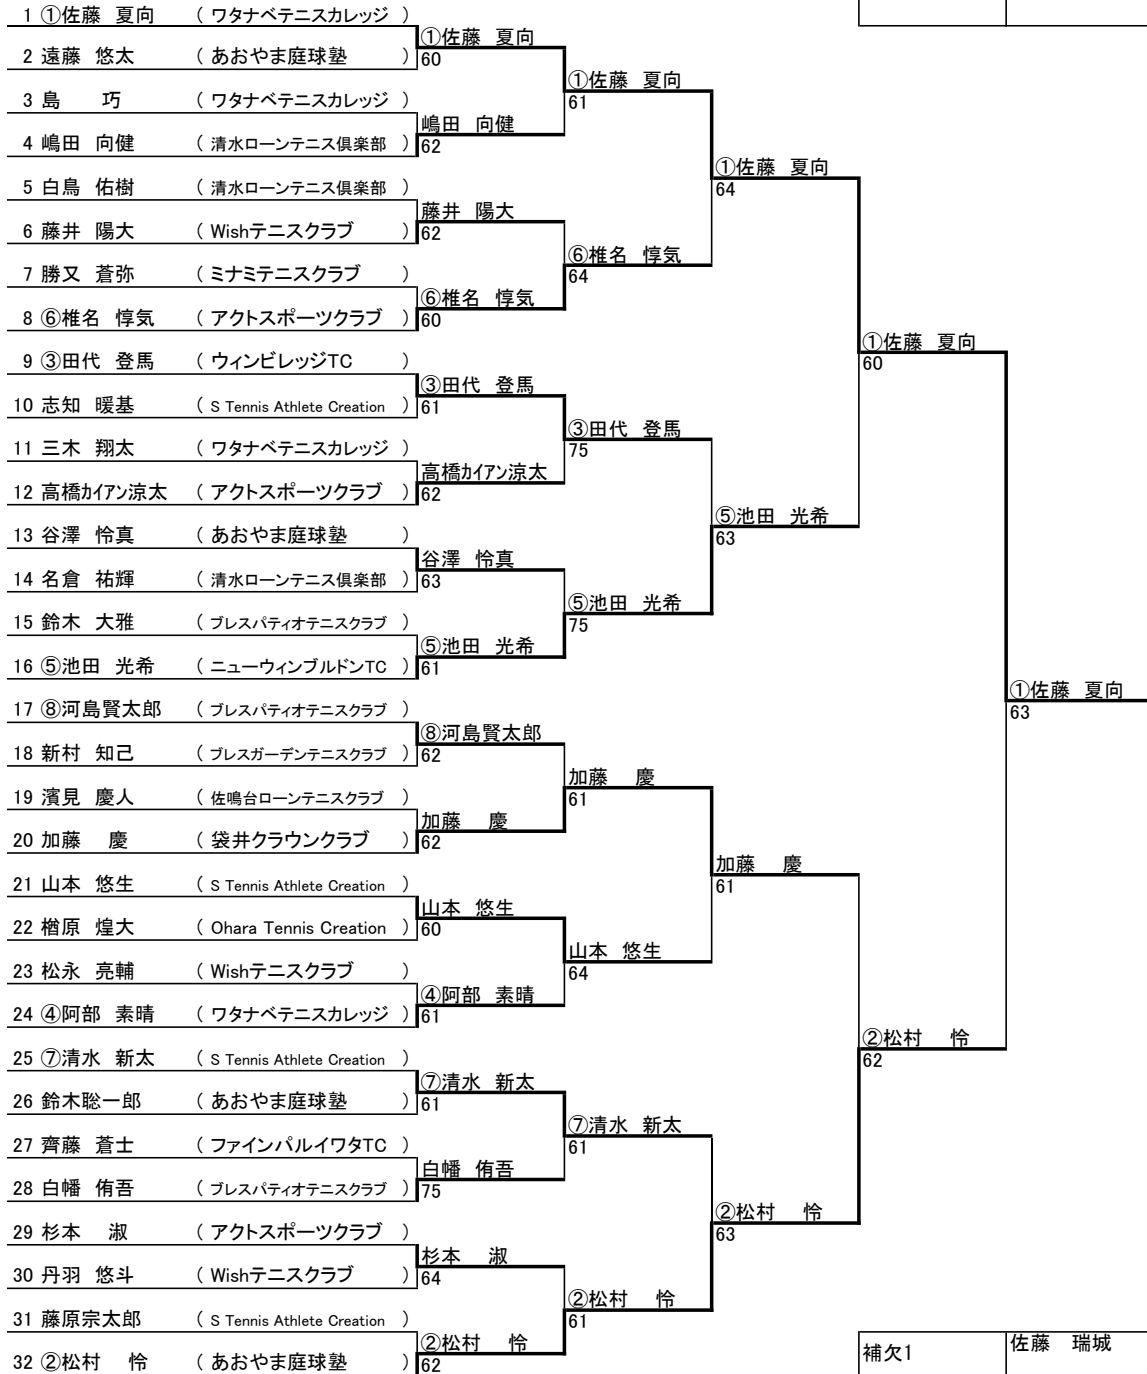 1 ①佐藤　夏向　（ ワタナベテニスカレッジ ）
2 遠藤　悠太　（ あおやま庭球塾 ）
3 島　　巧　（ ワタナベテニスカレッジ ）
4 嶋田　向健　（ 清水ローンテニス倶楽部 ）
5 白鳥　佑樹　（ 清水ローンテニス倶楽部 ）
6 藤井　陽大　（ Wishテニスクラブ ）
7 勝又　蒼弥　（ ミナミテニスクラブ ）
8 ⑥椎名　惇気　（ アクトスポーツクラブ ）
9 ③田代　登馬　（ ウィンビレッジTC ）
10 志知　暖基　（ S Tennis Athlete Creation ）
11 三木　翔太　（ ワタナベテニスカレッジ ）
12 高橋カイアン涼太　（ アクトスポーツクラブ ）
13 谷澤　怜真　（ あおやま庭球塾 ）
14 名倉　祐輝　（ 清水ローンテニス倶楽部 ）
15 鈴木　大雅　（ ブレスパティオテニスクラブ ）
16 ⑤池田　光希　（ ニューウィンブルドンTC ）
17 ⑧河島賢太郎　（ ブレスパティオテニスクラブ ）
18 新村　知己　（ ブレスガーデンテニスクラブ ）
19 濱見　慶人　（ 佐鳴台ローンテニスクラブ ）
20 加藤　　慶　（ 袋井クラウンクラブ ）
21 山本　悠生　（ S Tennis Athlete Creation ）
22 楢原　煌大　（ Ohara Tennis Creation ）
23 松永　亮輔　（ Wishテニスクラブ ）
24 ④阿部　素晴　（ ワタナベテニスカレッジ ）
25 ⑦清水　新太　（ S Tennis Athlete Creation ）
26 鈴木聡一郎　（ あおやま庭球塾 ）
27 齊藤　蒼士　（ ファインパルイワタTC ）
28 白幡　侑吾　（ ブレスパティオテニスクラブ ）
29 杉本　　淑　（ アクトスポーツクラブ ）
30 丹羽　悠斗　（ Wishテニスクラブ ）
31 藤原宗太郎　（ S Tennis Athlete Creation ）
32 ②松村　　怜　（ あおやま庭球塾 ）
①佐藤　夏向
60
嶋田　向健
62
藤井　陽大
62
⑥椎名　惇気
60
③田代　登馬
61
高橋カイアン涼太
62
谷澤　怜真
63
⑤池田　光希
61
⑧河島賢太郎
62
加藤　　慶
62
山本　悠生
60
④阿部　素晴
61
⑦清水　新太
61
白幡　侑吾
75
杉本　　淑
64
②松村　　怜
62
①佐藤　夏向
61
⑥椎名　惇気
64
③田代　登馬
75
⑤池田　光希
75
加藤　　慶
61
山本　悠生
64
⑦清水　新太
61
②松村　　怜
61
①佐藤　夏向
64
⑤池田　光希
63
加藤　　慶
61
②松村　　怜
63
①佐藤　夏向
60
②松村　　怜
62
①佐藤　夏向
63
補欠1　佐藤　瑞城